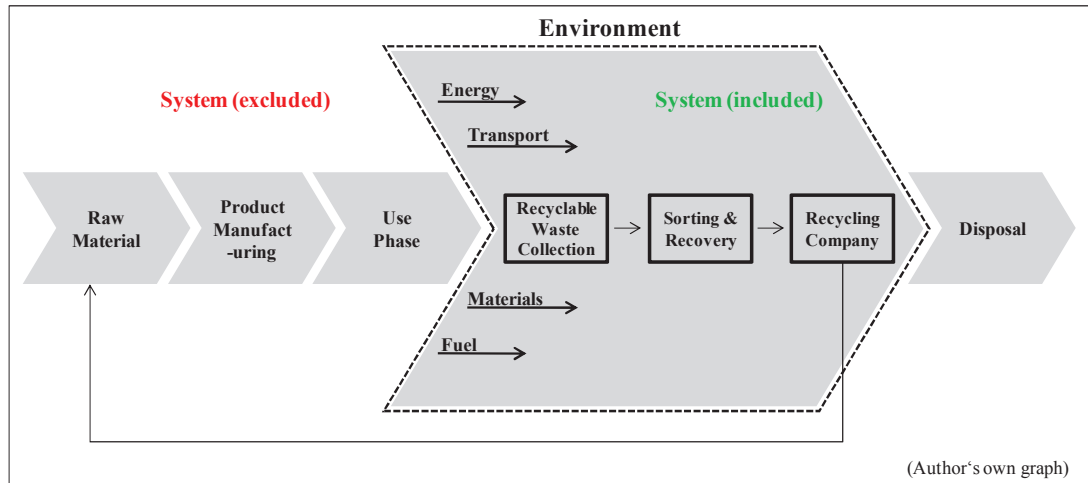 Environment
System (excluded)
System (included)
Energy
Transport
Raw
Material
Product
Manufact
-uring
Use
Phase
Recyclable
Waste
Collection
Sorting &
Recovery
Recycling
Company
Disposal
Materials
Fuel
(Author‘s own graph)